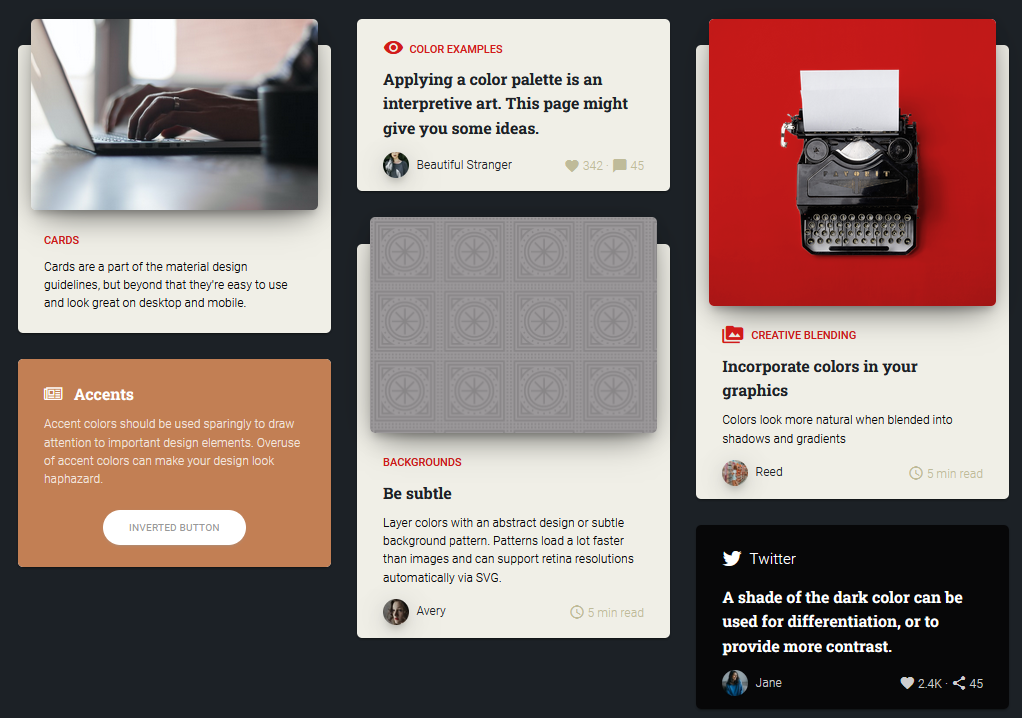 CARDS
Cards are a part of the material design
guidelines, but beyond that they're easy to use
and look great on desktop and mobile.
Accents
Accent colors should be used sparingly to draw
attention to important design elements. Overuse
of accent colors can make your design look
haphazard.
INVERTED BUTTON
COLOR EXAMPLES
Applying a color palette is an
interpretive art. This page might
give you some ideas.
Beautiful Stranger 342 · 45
BACKGROUNDS
Be subtle
Layer colors with an abstract design or subtle
background pattern. Patterns load a lot faster
than images and can support retina resolutions
automatically via SVG.
Avery 5 min read
CREATIVE BLENDING
Incorporate colors in your
graphics
Colors look more natural when blended into
shadows and gradients
Reed 5 min read
Twitter
A shade of the dark color can be
used for differentiation, or to
provide more contrast.
Jane 2.4K · 45